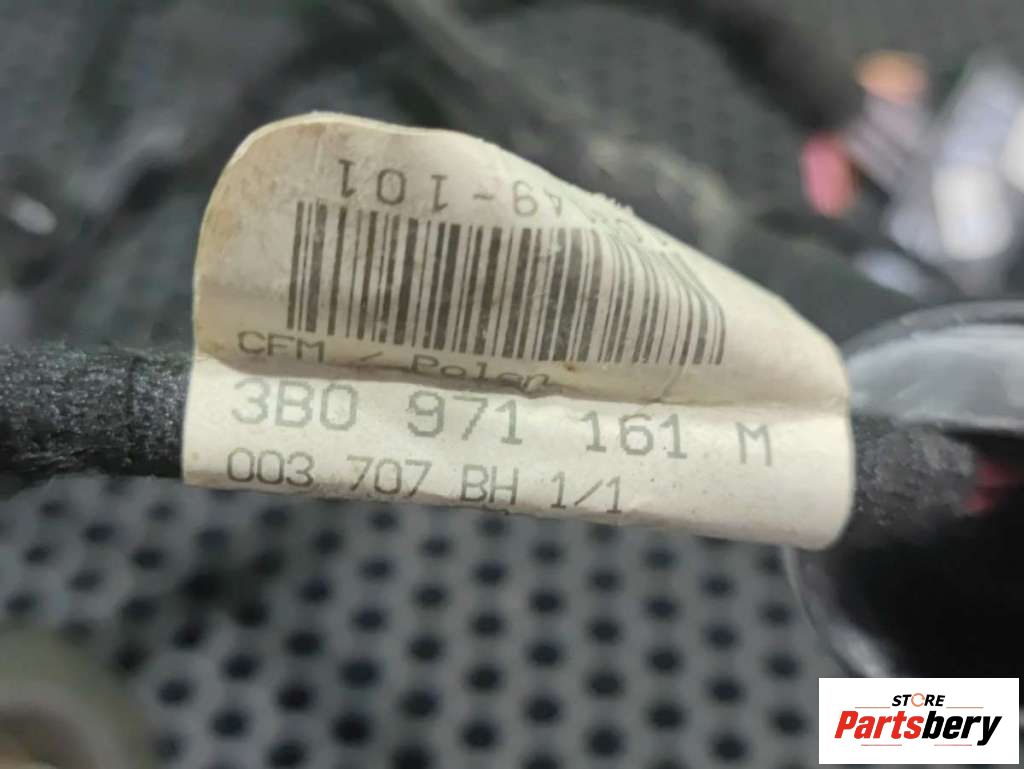 49-101
CFM / Polen
3B0 971 161 M
003 707 BH 1/1
STORE
Partsbery